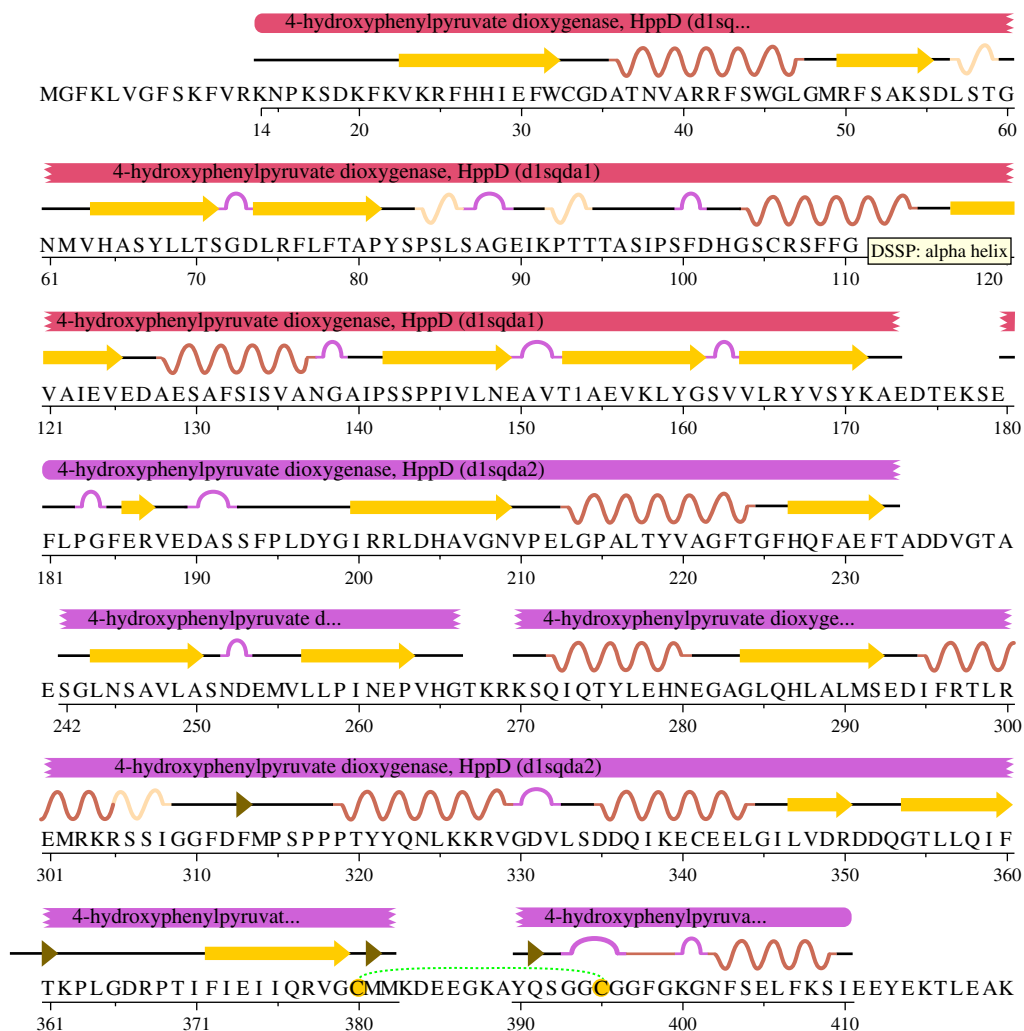 4-hydroxyphenylpyruvate dioxygenase, HppD (d1sq...
MGFKLVGFSKFVRKNPKSDKFKVKRFHHIEFWCGDATNVARRFSWGLGMRFSAKSDLSTG
14 20 30 40 50 60
4-hydroxyphenylpyruvate dioxygenase, HppD (d1sqda1)
NMVHASYLLTSGDLRFLFTAPYSPSLSAGEIKPTTTASIPSFDHGSCRSFFG
DSSP: alpha helix
61 70 80 90 100 110 120
4-hydroxyphenylpyruvate dioxygenase, HppD (d1sqda1)
VAIEVEDAESAFSISVANGAIPSSPPIVLNEAVT1AEVKLYGSVVLRYVSYKAEDTEKSE
121 130 140 150 160 170 180
4-hydroxyphenylpyruvate dioxygenase, HppD (d1sqda2)
FLPGFERVEDASSFPLDYGIRRLDHAVGNVPELGPALTYVAGFTGFHQFAEFTADDVGTA
181 190 200 210 220 230
4-hydroxyphenylpyruvate d... 4-hydroxyphenylpyruvate dioxyge...
ESGLNSAVLASNDEMVLLPINEPVHGTKRKSQIQTYLEHNEGAGLQHLALMSEDIFRTLR
242 250 260 270 280 290 300
4-hydroxyphenylpyruvate dioxygenase, HppD (d1sqda2)
EMRKRSSIGGFDFMPSPPPTYYQNLKKRVGDVLSDDQIKECEELGILVDRDDQGTLLQIF
301 310 320 330 340 350 360
4-hydroxyphenylpyruvat... 4-hydroxyphenylpyruva...
TKPLGDRPTIFIEIIQRVGCMMKDEEGKAYQSGGCGGFGKGNFSELFKSIEEYEKTLEAK
361 371 380 390 400 410